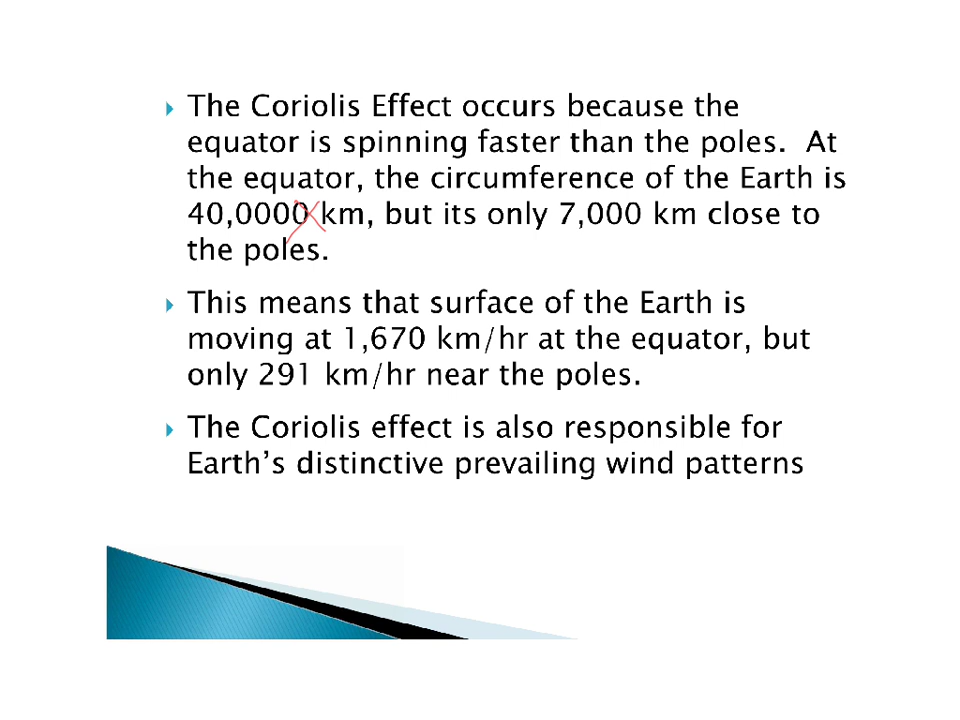 The Coriolis Effect occurs because the
equator is spinning faster than the poles. At
the equator, the circumference of the Earth is
40,0000 km, but its only 7,000 km close to
the poles.
This means that surface of the Earth is
moving at 1,670 km/hr at the equator, but
only 291 km/hr near the poles.
The Coriolis effect is also responsible for
Earth’s distinctive prevailing wind patterns